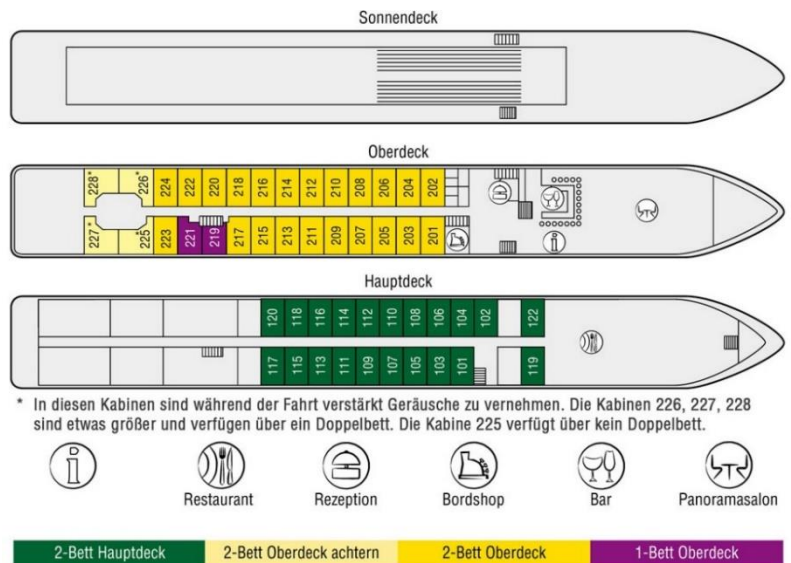 Sonnendeck
Oberdeck
228* 226* 224 222 220 218 216 214 212 210 208 206 204 202
227* 225* 223 221 219 217 215 213 211 209 207 205 203 201
Hauptdeck
120 118 116 114 112 110 108 106 104 102 122
117 115 113 111 109 107 105 103 101 119
* In diesen Kabinen sind während der Fahrt verstärkt Geräusche zu vernehmen. Die Kabinen 226, 227, 228
sind etwas größer und verfügen über ein Doppelbett. Die Kabine 225 verfügt über kein Doppelbett.
i
Restaurant Rezeption Bordshop Bar Panoramasalon
2-Bett Hauptdeck 2-Bett Oberdeck achtern 2-Bett Oberdeck 1-Bett Oberdeck